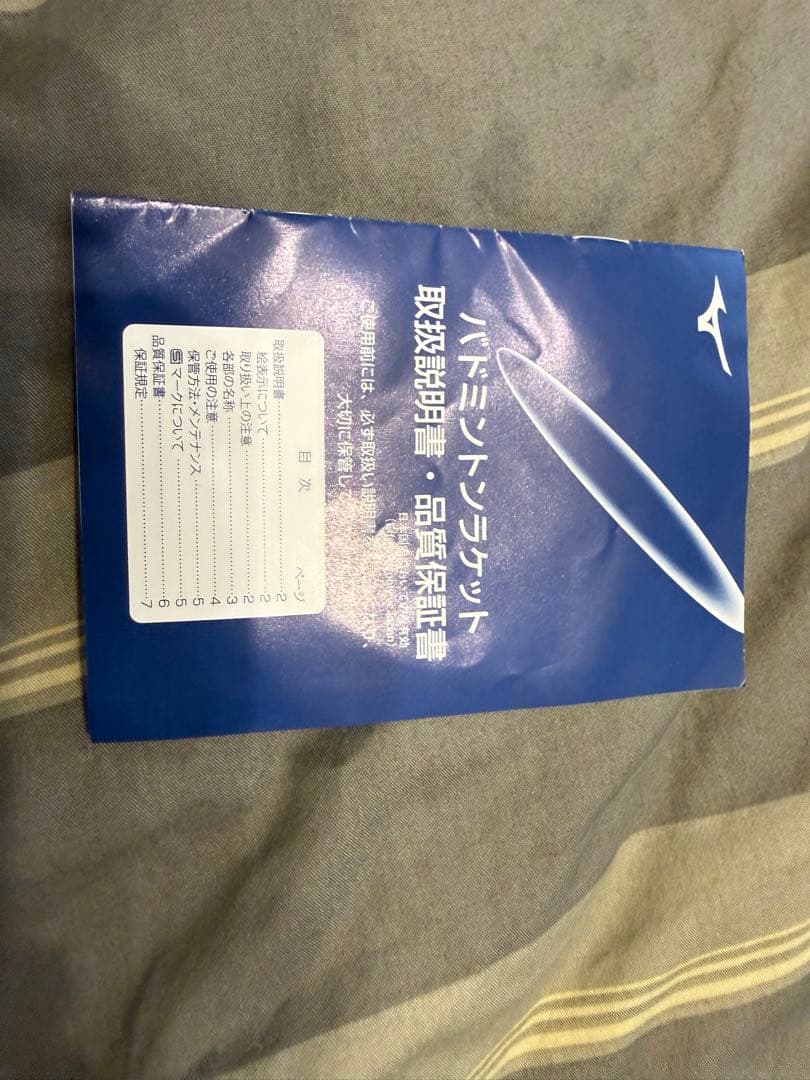 バドミントンラケット
取扱説明書・品質保証書
日本国
ご使用前には、必ず取扱い説明書
大切に保管して
目 次
ページ
取扱説明書……2
絵表示について……2
取り扱い上の注意……2
各部の名称……3
ご使用の注意……4
保管方法・メンテナンス……5
SGマークについて……5
品質保証書……6
保証規定……7